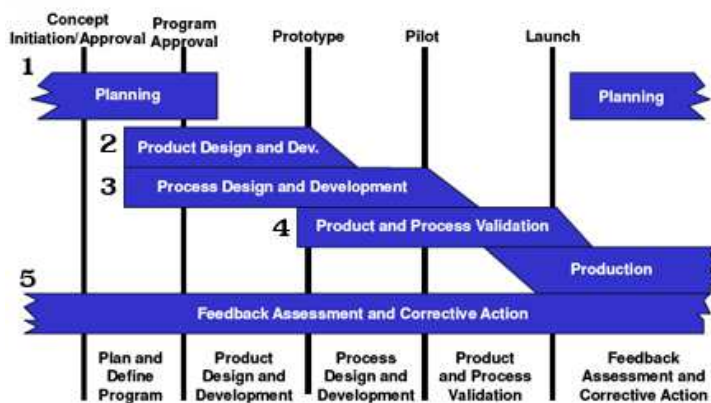 Concept
Initiation/Approval
Program
Approval
Prototype
Pilot
Launch
1
Planning
Planning
2
Product Design and Dev.
3
Process Design and Development
4
Product and Process Validation
Production
5
Feedback Assessment and Corrective Action
Plan and
Define
Program
Product
Design and
Development
Process
Design and
Development
Product
and Process
Validation
Feedback
Assessment and
Corrective Action